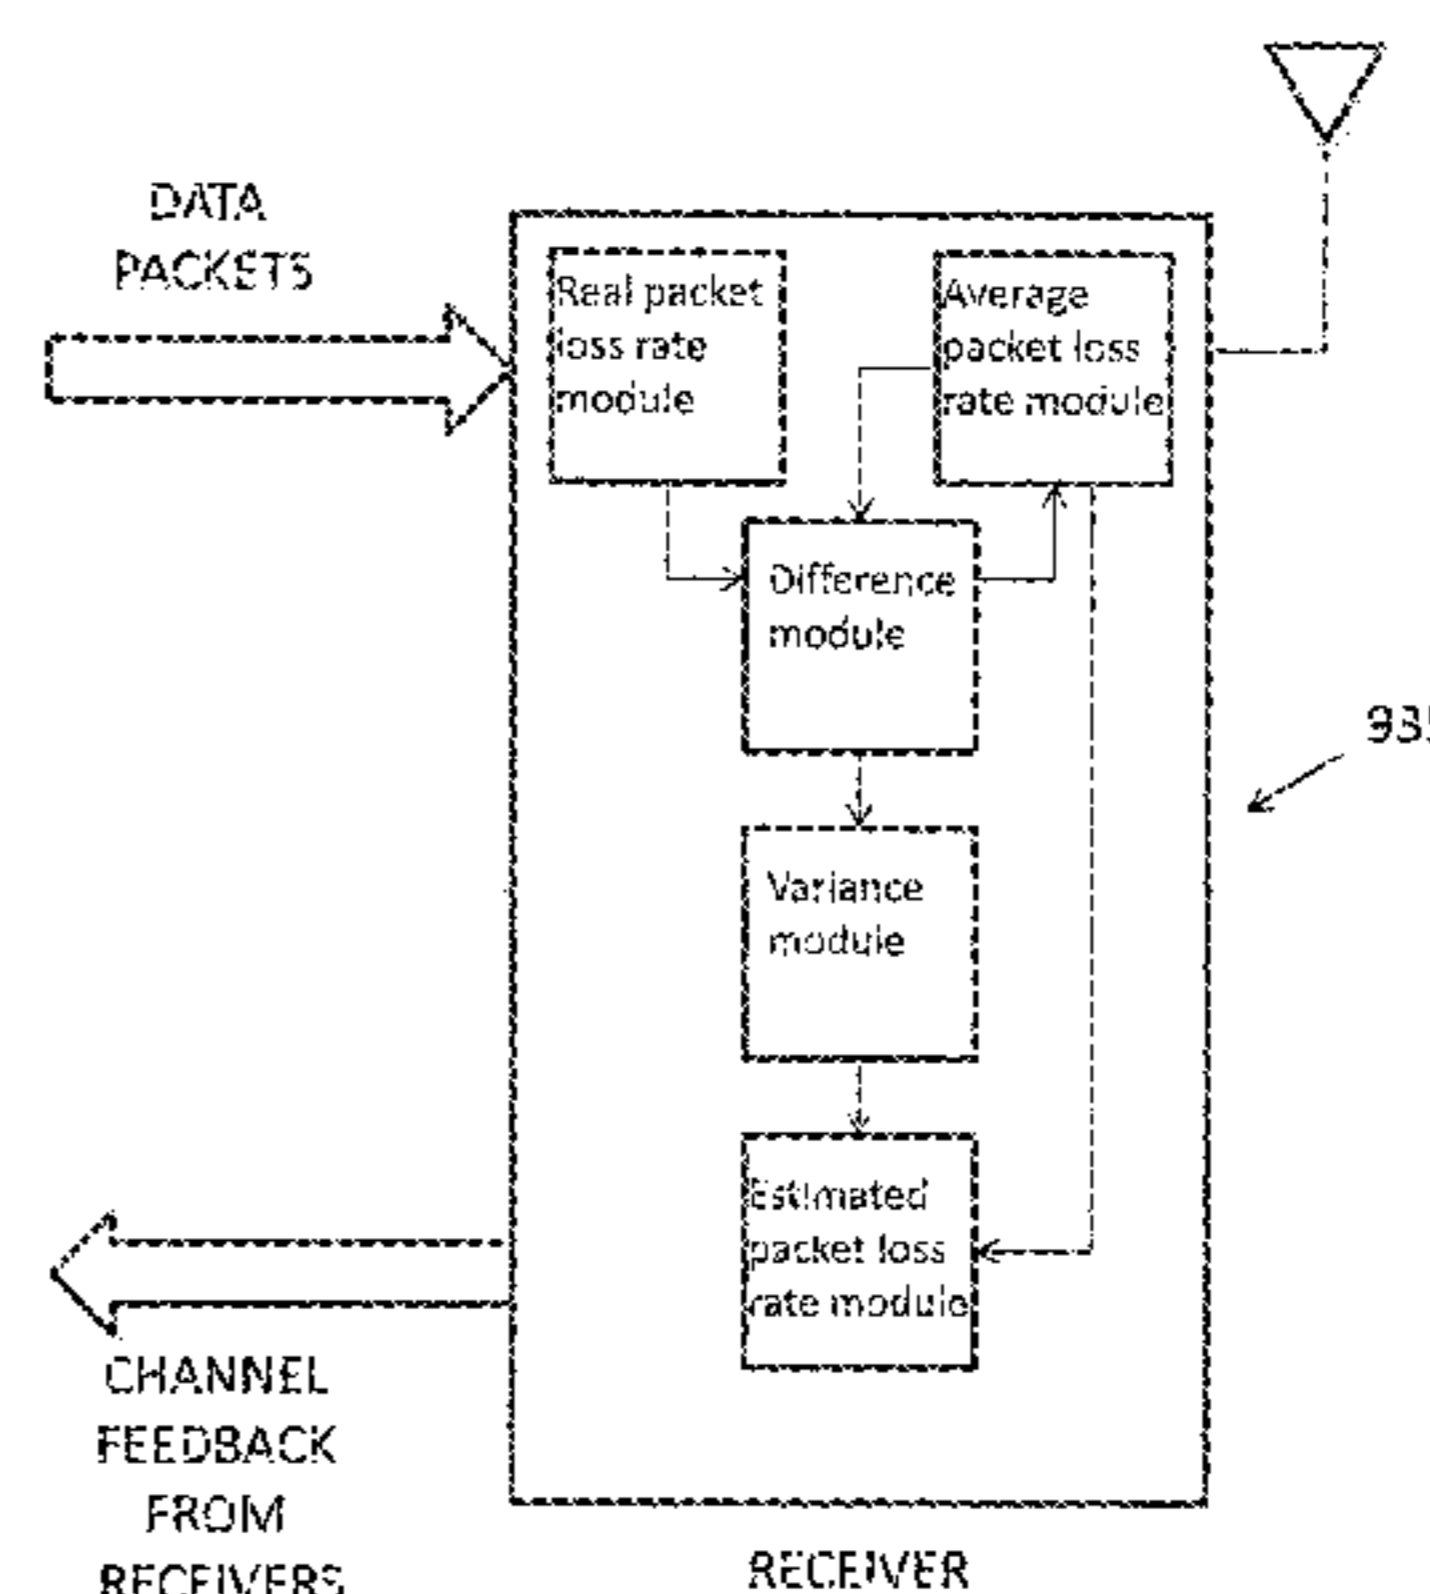 DATA
PACKETS
Real packet
loss rate
module
Average
packet loss
rate module
Difference
module
Variance
module
Estimated
packet loss
rate module
CHANNEL
FEEDBACK
FROM
RECEIVERS
RECEIVER